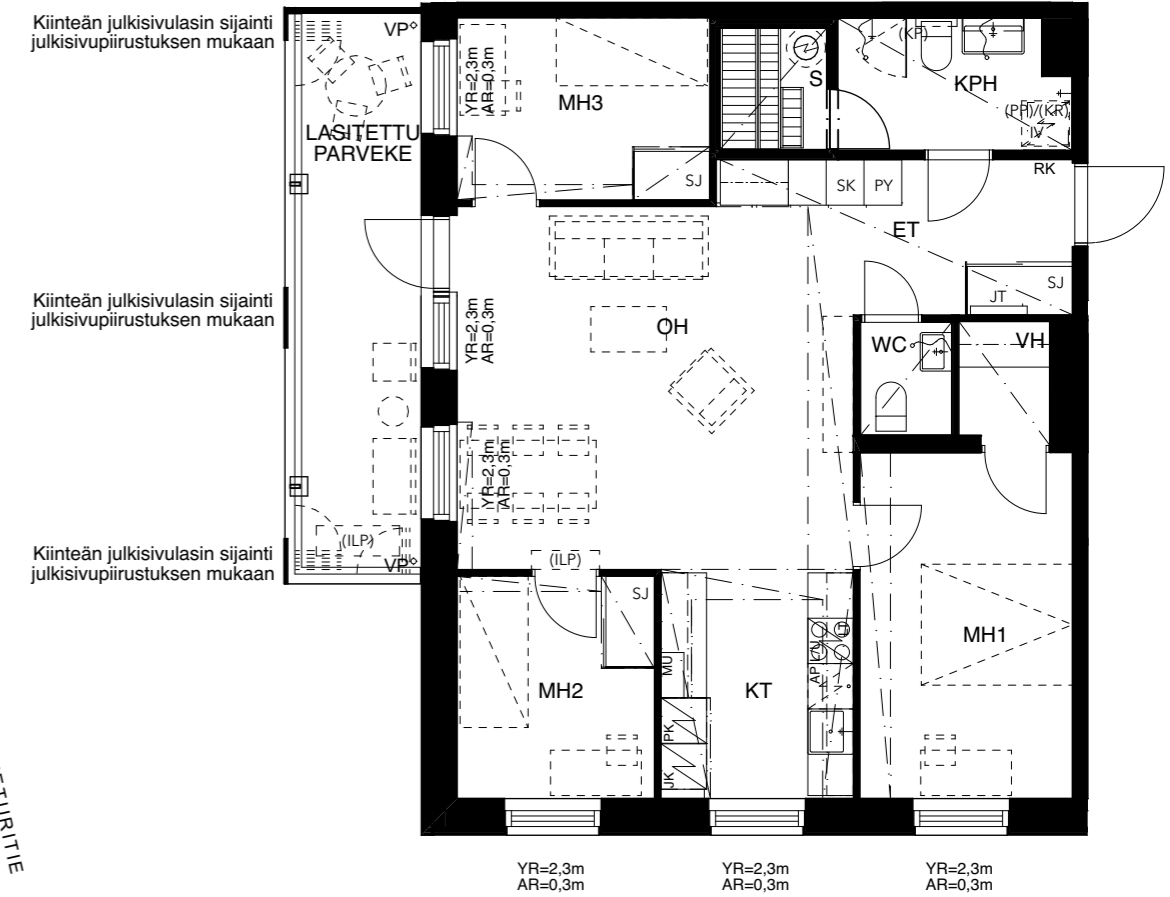 Kiinteän julkisivulasin sijainti
julkisivupiirustuksen mukaan
VP
YR=2,3m
AR=0,3m
MH3
S
(KP)
KPH
(PH)/(KR)
IV
LASITETTU
PARVEKE
SJ
SK
PY
RK
ET
SJ
JT
Kiinteän julkisivulasin sijainti
julkisivupiirustuksen mukaan
YR=2,3m
AR=0,3m
OH
WC
VH
YR=2,3m
AR=0,3m
Kiinteän julkisivulasin sijainti
julkisivupiirustuksen mukaan
(ILP)
VP
(ILP)
SJ
MH1
MH2
MU
KT
AP
PK
JK
YR=2,3m
AR=0,3m
YR=2,3m
AR=0,3m
YR=2,3m
AR=0,3m